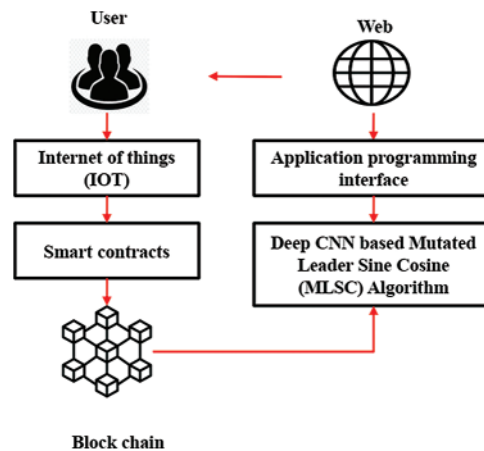 User
Web
Internet of things
(IOT)
Application programming
interface
Smart contracts
Deep CNN based Mutated
Leader Sine Cosine
(MLSC) Algorithm
Block chain